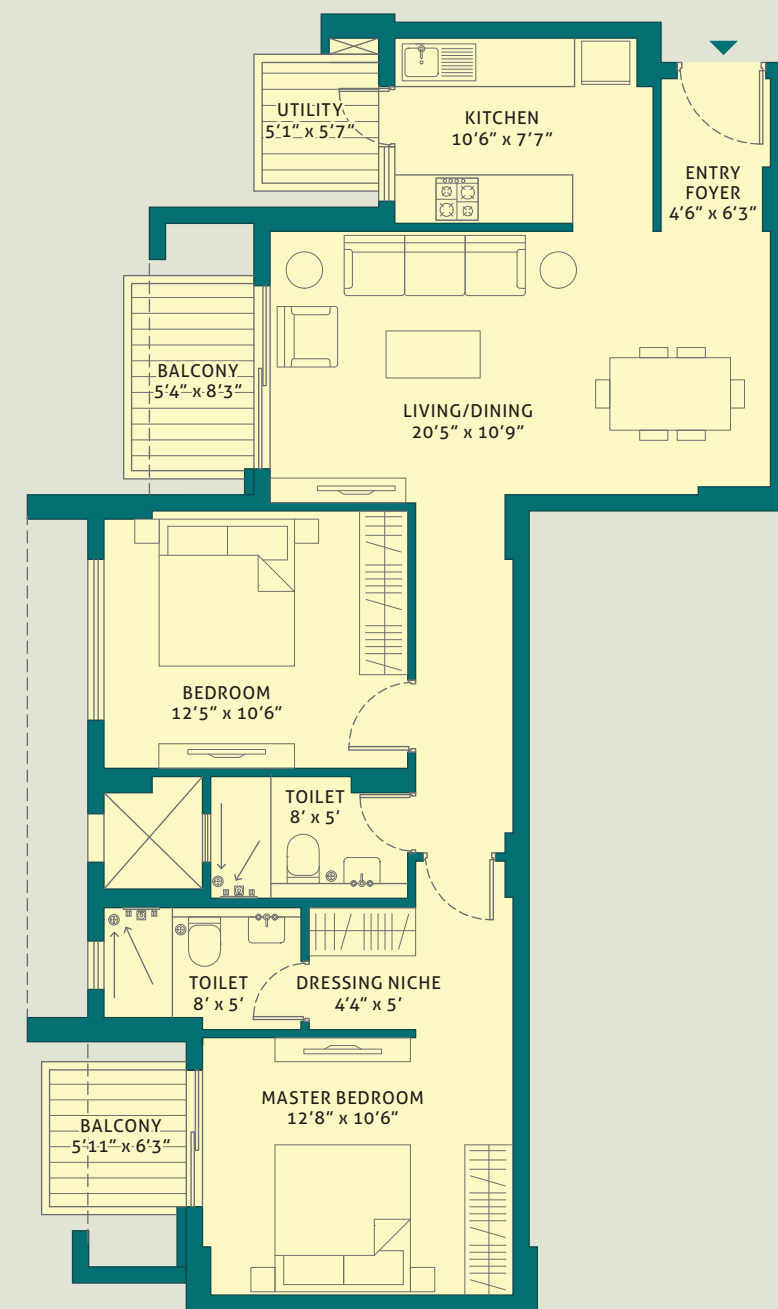 UTILITY
5'1" x 5'7"
KITCHEN
10'6" x 7'7"
ENTRY
FOYER
4'6" x 6'3"
BALCONY
5'4" x 8'3"
LIVING/DINING
20'5" x 10'9"
BEDROOM
12'5" x 10'6"
TOILET
8' x 5'
TOILET
8' x 5'
DRESSING NICHE
4'4" x 5'
MASTER BEDROOM
12'8" x 10'6"
BALCONY
5'11" x 6'3"